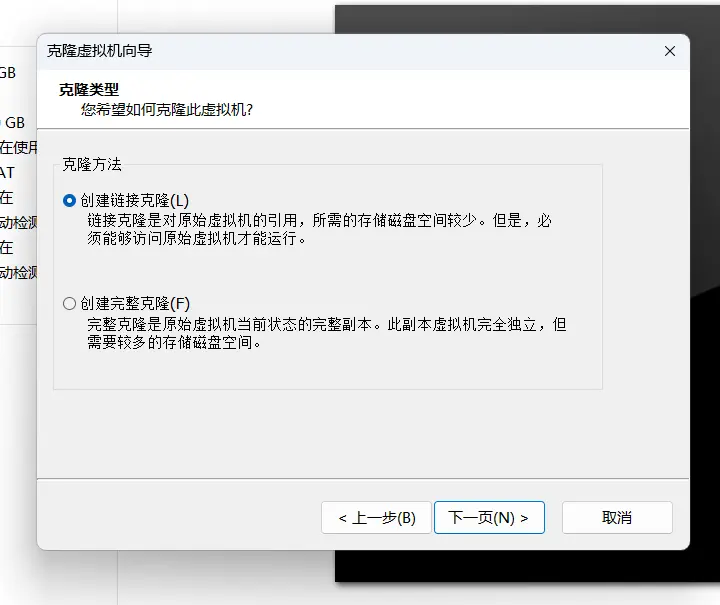 克隆虚拟机向导
克隆类型
您希望如何克隆此虚拟机?
GB
GB
在使用
AT
在
动检测
在
动检测
克隆方法
创建链接克隆(L)
链接克隆是对原始虚拟机的引用，所需的存储磁盘空间较少。但是，必
须能够访问原始虚拟机才能运行。
创建完整克隆(F)
完整克隆是原始虚拟机当前状态的完整副本。此副本虚拟机完全独立，但
需要较多的存储磁盘空间。
< 上一步(B)
下一页(N) >
取消